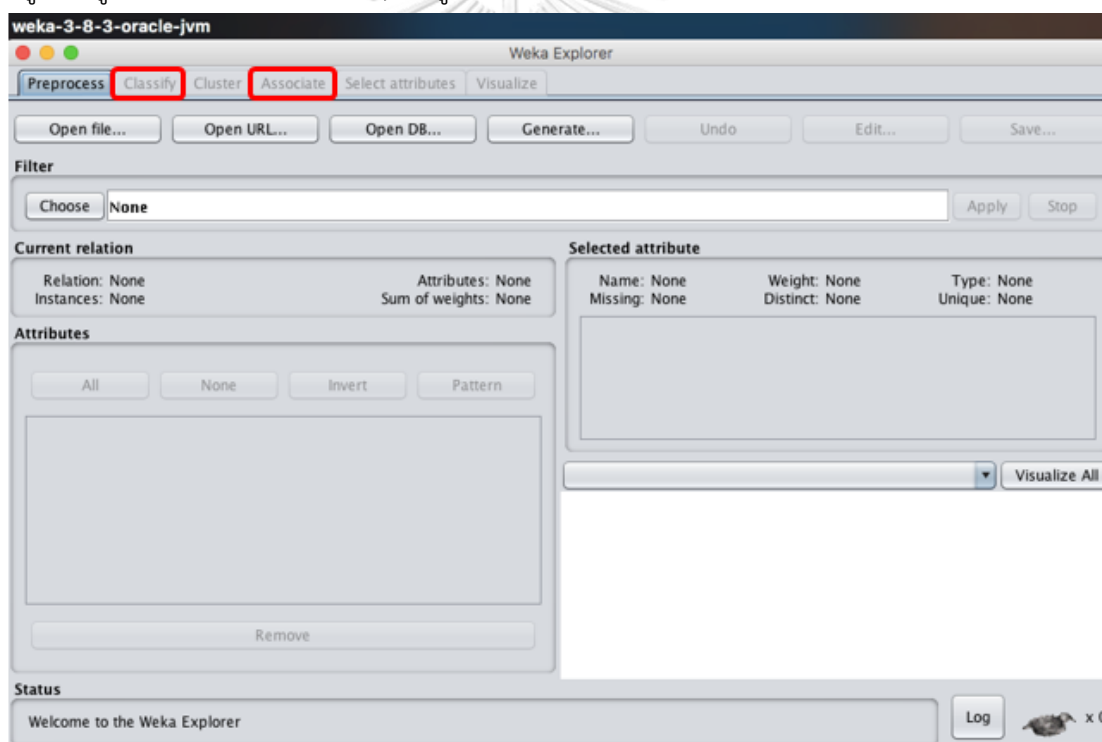 weka-3-8-3-oracle-jvm
Weka Explorer
Preprocess Classify Cluster Associate Select attributes Visualize
Open file... Open URL... Open DB... Generate... Undo Edit... Save...
Filter
Choose None Apply Stop
Current relation
Relation: None Attributes: None
Instances: None Sum of weights: None
Selected attribute
Name: None Weight: None Type: None
Missing: None Distinct: None Unique: None
Attributes
All None Invert Pattern
Visualize All
Remove
Status
Welcome to the Weka Explorer
Log